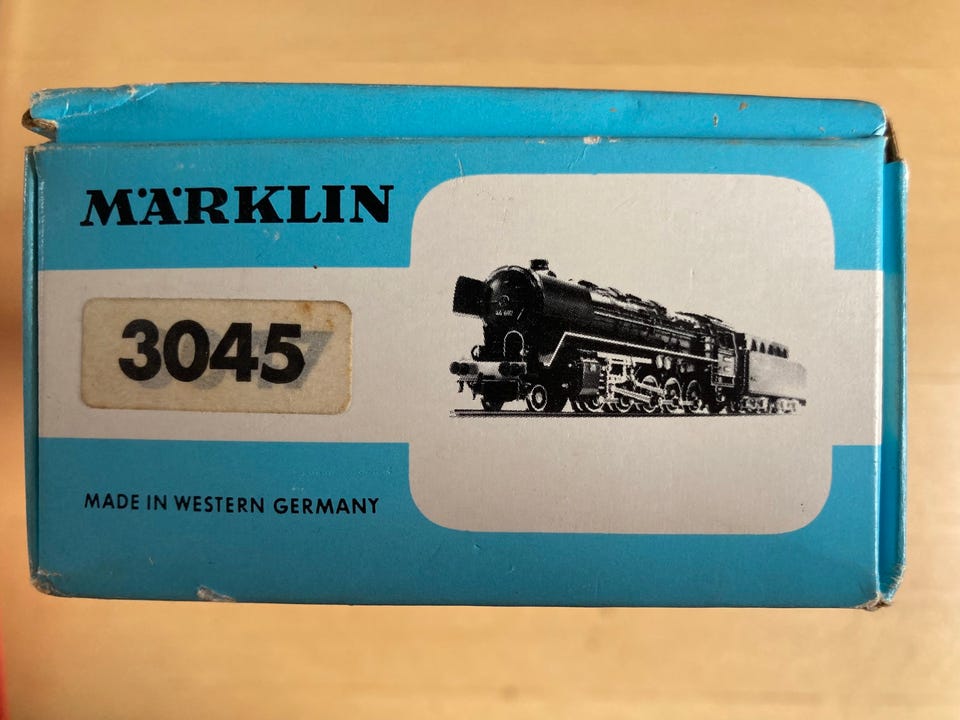 MÄRKLIN
3045
MADE IN WESTERN GERMANY